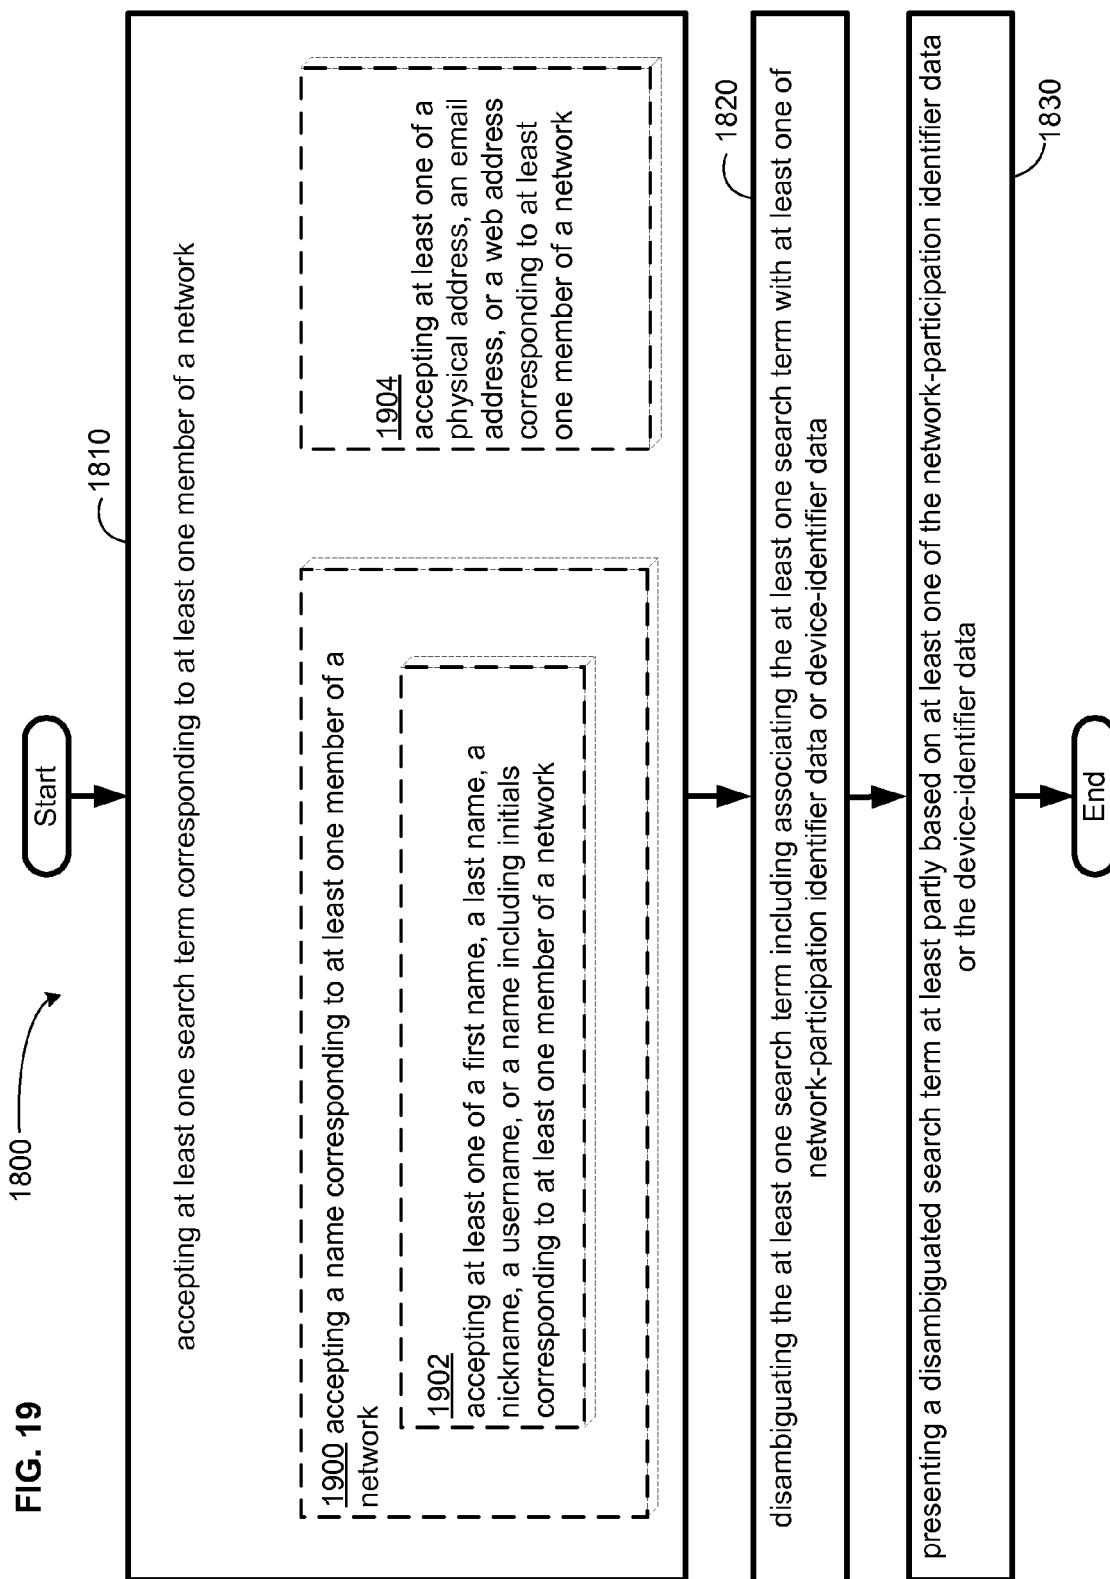 FIG. 19
1800
Start
1810
accepting at least one search term corresponding to at least one member of a network
1900 accepting a name corresponding to at least one member of a
network
1902
accepting at least one of a first name, a last name, a
nickname, a username, or a name including initials
corresponding to at least one member of a network
1904
accepting at least one of a
physical address, an email
address, or a web address
corresponding to at least
one member of a network
1820
disambiguating the at least one search term including associating the at least one search term with at least one of
network-participation identifier data or device-identifier data
1830
presenting a disambiguated search term at least partly based on at least one of the network-participation identifier data
or the device-identifier data
End